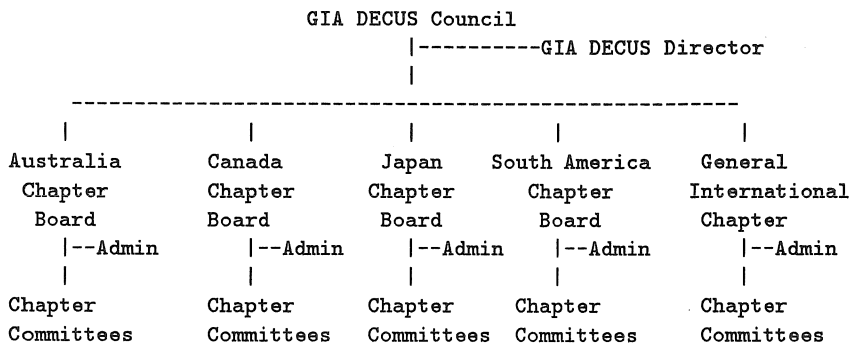 GIA DECUS Council
|----------GIA DECUS Director
|
-----------------------------------------------------
| | | | |
Australia Canada Japan South America General
Chapter Chapter Chapter Chapter International
Board Board Board Board Chapter
|--Admin |--Admin |--Admin |--Admin |--Admin
| | | | |
Chapter Chapter Chapter Chapter Chapter
Committees Committees Committees Committees Committees